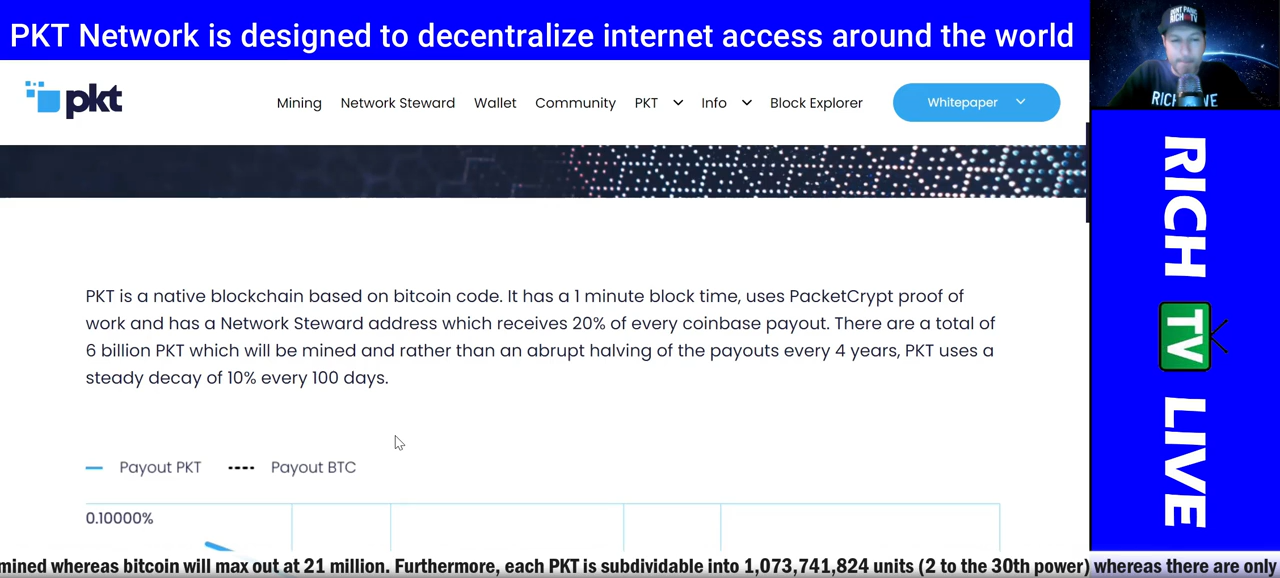 PKT Network is designed to decentralize internet access around the world
pkt
Mining Network Steward Wallet Community PKT Info Block Explorer Whitepaper
PKT is a native blockchain based on bitcoin code. It has a 1 minute block time, uses PacketCrypt proof of
work and has a Network Steward address which receives 20% of every coinbase payout. There are a total of
6 billion PKT which will be mined and rather than an abrupt halving of the payouts every 4 years, PKT uses a
steady decay of 10% every 100 days.
Payout PKT Payout BTC
0.10000%
mined whereas bitcoin will max out at 21 million. Furthermore, each PKT is subdividable into 1,073,741,824 units (2 to the 30th power) whereas there are only
RICH TV LIVE